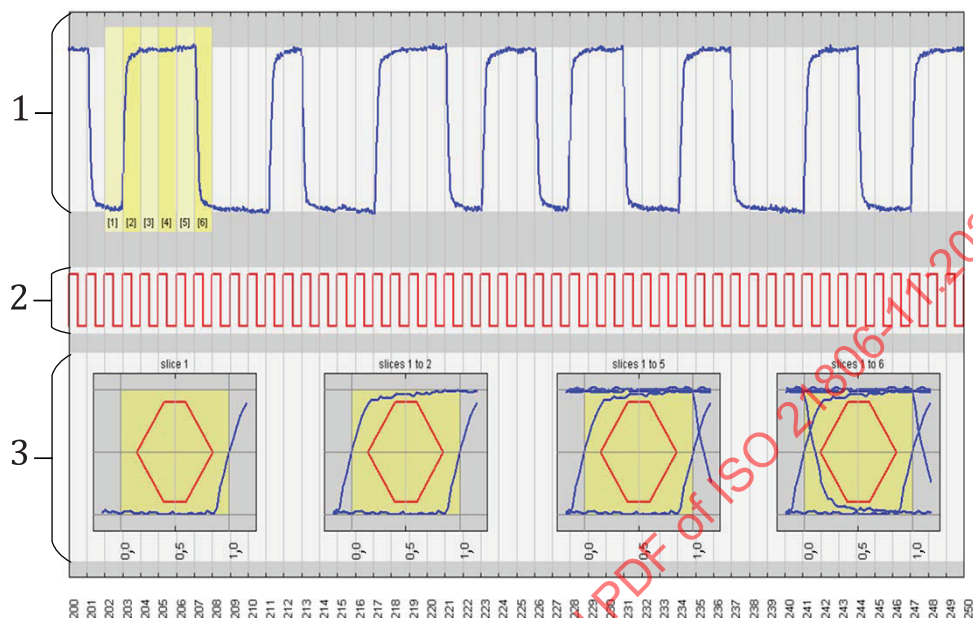 1
[1] [2] [3] [4] [5] [6]
2
3
slice 1
slices 1 to 2
slices 1 to 5
slices 1 to 6
0,0 0,5 1,0
0,0 0,5 1,0
0,0 0,5 1,0
0,0 0,5 1,0
200 201 202 203 204 205 206 207 208 209 210 211 212 213 214 215 216 217 218 219 220 221 222 223 224 225 226 227 228 229 230 231 232 233 234 235 236 237 238 239 240 241 242 243 244 245 246 247 248 249 250
PDF of ISO 21806-11:202